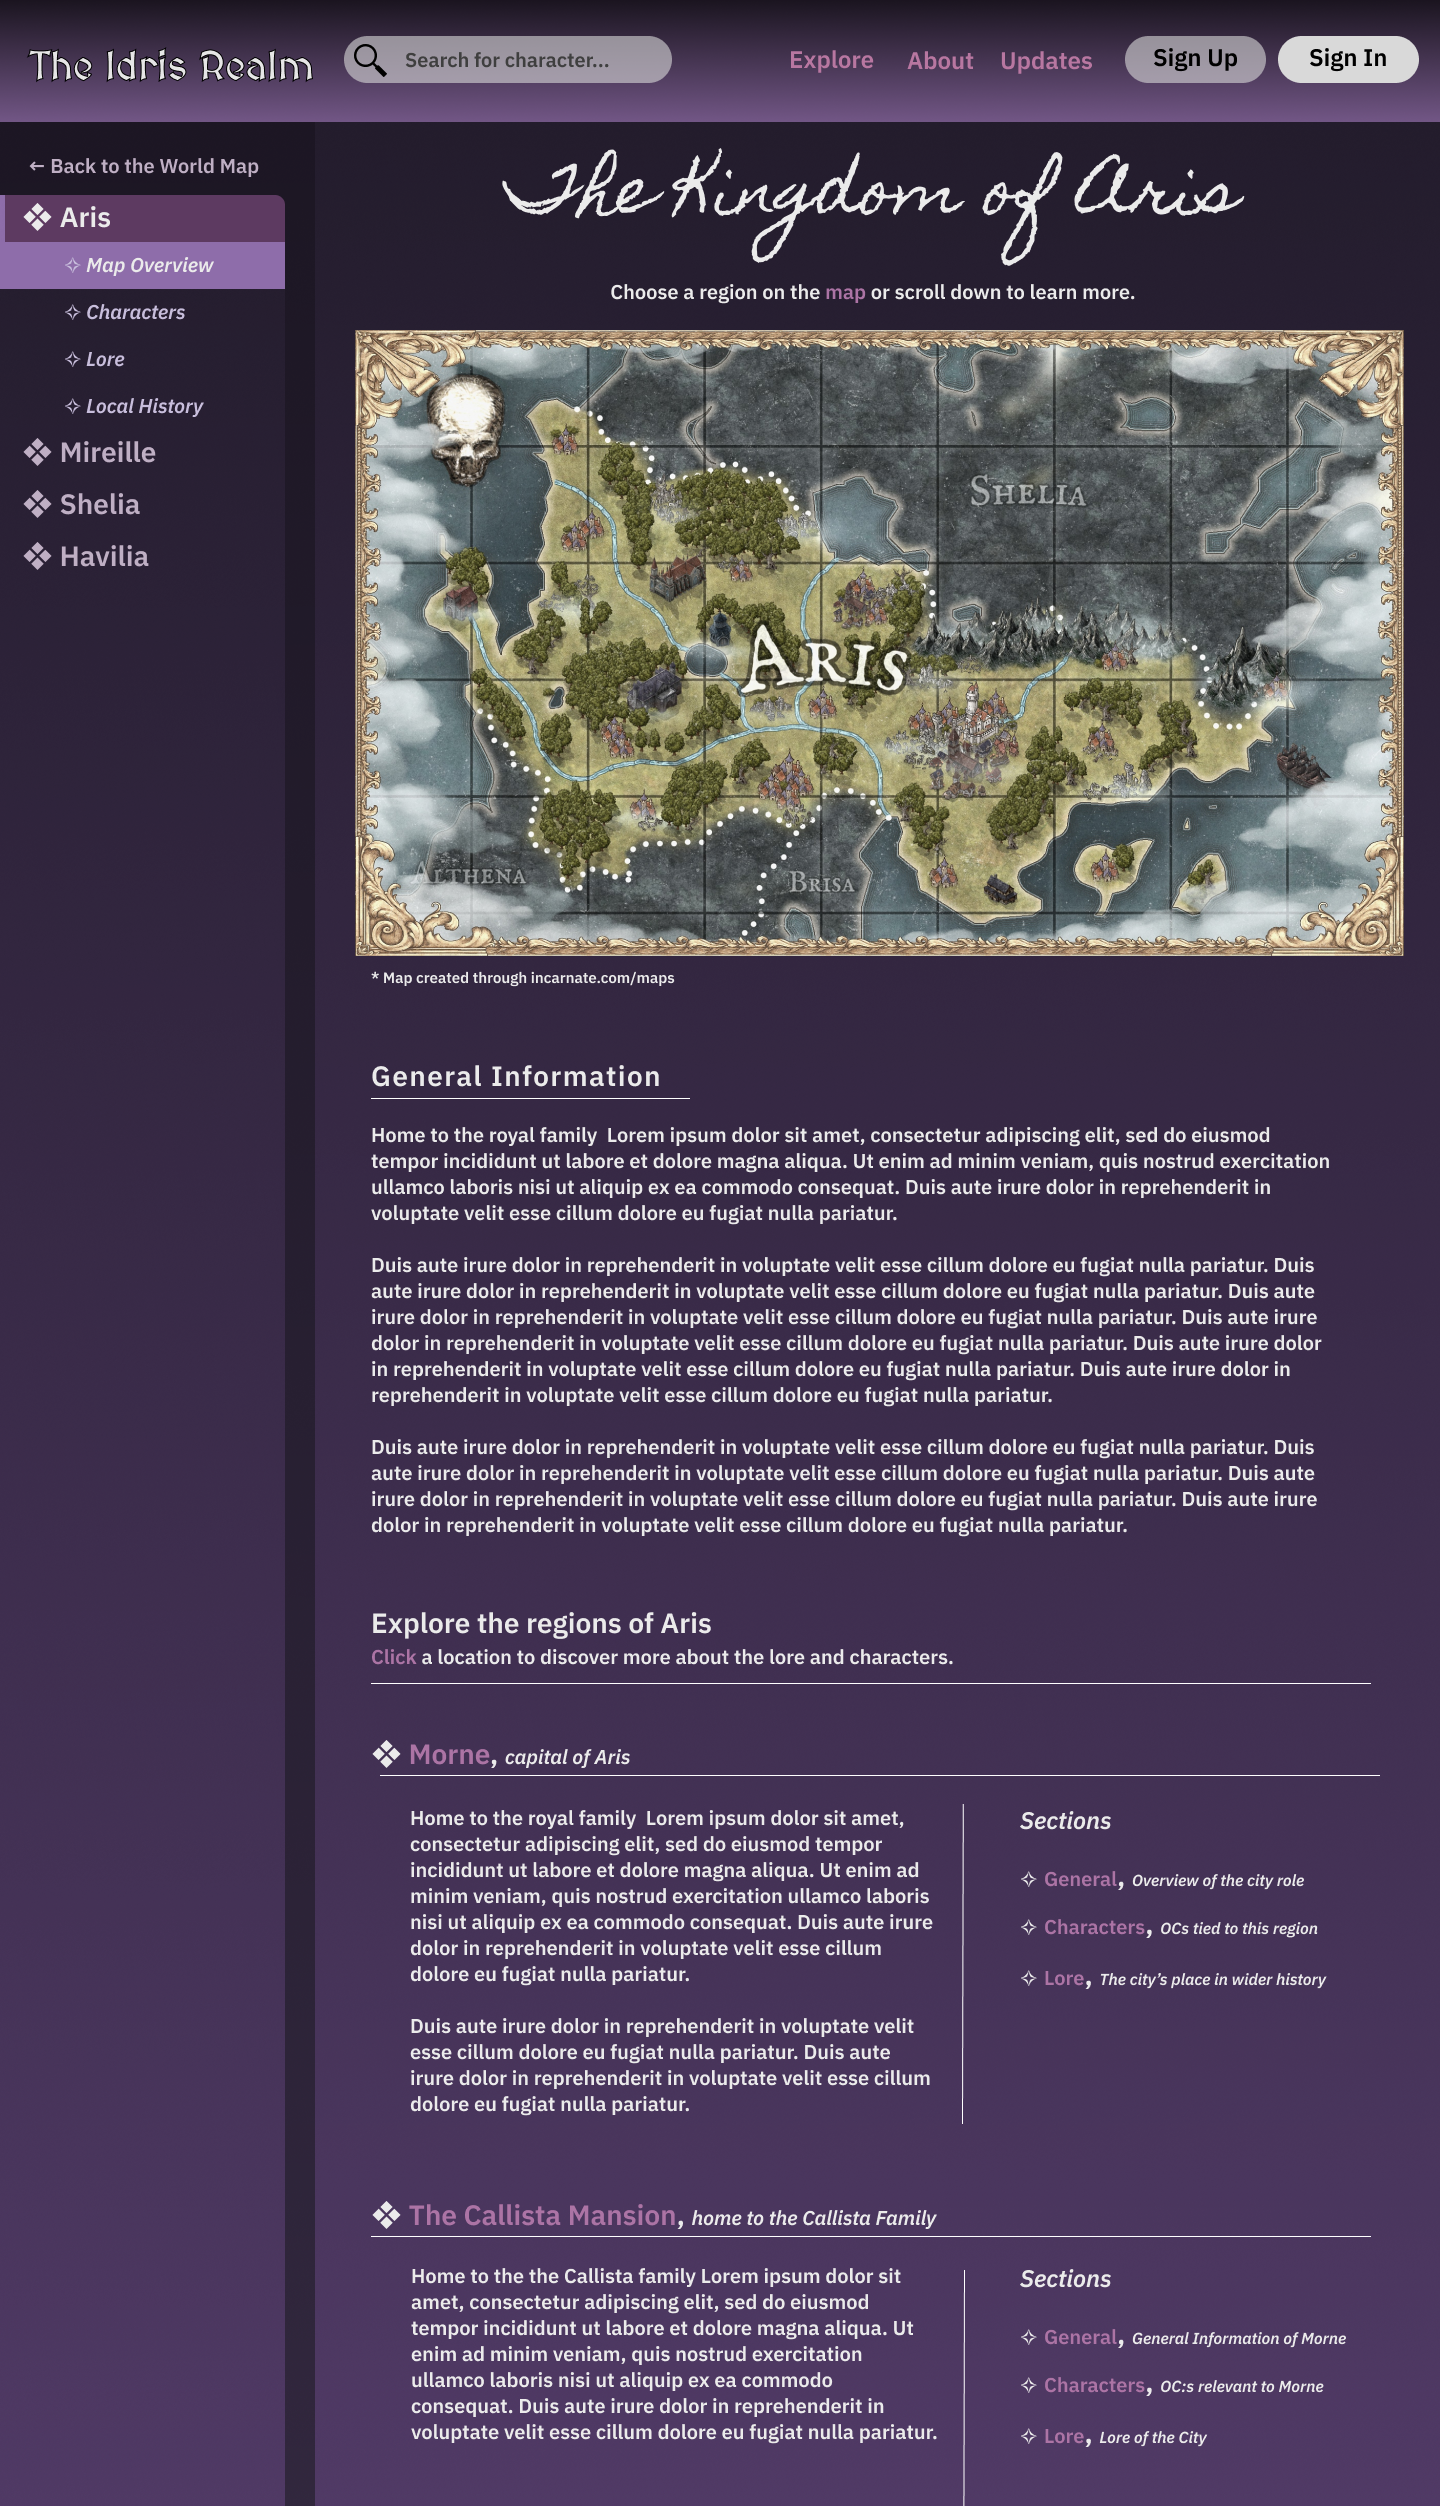 The Idris Realm
Search for character...
Explore
About
Updates
Sign Up
Sign In
← Back to the World Map
❖ Aris
✧ Map Overview
✧ Characters
✧ Lore
✧ Local History
❖ Mireille
❖ Shelia
❖ Havilia
The Kingdom of Aris
Choose a region on the map or scroll down to learn more.
Shelia
Aris
Althena
Brisa
* Map created through incarnate.com/maps
General Information
Home to the royal family  Lorem ipsum dolor sit amet, consectetur adipiscing elit, sed do eiusmod
tempor incididunt ut labore et dolore magna aliqua. Ut enim ad minim veniam, quis nostrud exercitation
ullamco laboris nisi ut aliquip ex ea commodo consequat. Duis aute irure dolor in reprehenderit in
voluptate velit esse cillum dolore eu fugiat nulla pariatur.
Duis aute irure dolor in reprehenderit in voluptate velit esse cillum dolore eu fugiat nulla pariatur. Duis
aute irure dolor in reprehenderit in voluptate velit esse cillum dolore eu fugiat nulla pariatur. Duis aute
irure dolor in reprehenderit in voluptate velit esse cillum dolore eu fugiat nulla pariatur. Duis aute irure
dolor in reprehenderit in voluptate velit esse cillum dolore eu fugiat nulla pariatur. Duis aute irure dolor
in reprehenderit in voluptate velit esse cillum dolore eu fugiat nulla pariatur. Duis aute irure dolor in
reprehenderit in voluptate velit esse cillum dolore eu fugiat nulla pariatur.
Duis aute irure dolor in reprehenderit in voluptate velit esse cillum dolore eu fugiat nulla pariatur. Duis
aute irure dolor in reprehenderit in voluptate velit esse cillum dolore eu fugiat nulla pariatur. Duis aute
irure dolor in reprehenderit in voluptate velit esse cillum dolore eu fugiat nulla pariatur. Duis aute irure
dolor in reprehenderit in voluptate velit esse cillum dolore eu fugiat nulla pariatur.
Explore the regions of Aris
Click a location to discover more about the lore and characters.
❖ Morne, capital of Aris
Home to the royal family  Lorem ipsum dolor sit amet,
consectetur adipiscing elit, sed do eiusmod tempor
incididunt ut labore et dolore magna aliqua. Ut enim ad
minim veniam, quis nostrud exercitation ullamco laboris
nisi ut aliquip ex ea commodo consequat. Duis aute irure
dolor in reprehenderit in voluptate velit esse cillum
dolore eu fugiat nulla pariatur.
Duis aute irure dolor in reprehenderit in voluptate velit
esse cillum dolore eu fugiat nulla pariatur. Duis aute
irure dolor in reprehenderit in voluptate velit esse cillum
dolore eu fugiat nulla pariatur.
Sections
✧ General, Overview of the city role
✧ Characters, OCs tied to this region
✧ Lore, The city’s place in wider history
❖ The Callista Mansion, home to the Callista Family
Home to the the Callista family Lorem ipsum dolor sit
amet, consectetur adipiscing elit, sed do eiusmod
tempor incididunt ut labore et dolore magna aliqua. Ut
enim ad minim veniam, quis nostrud exercitation
ullamco laboris nisi ut aliquip ex ea commodo
consequat. Duis aute irure dolor in reprehenderit in
voluptate velit esse cillum dolore eu fugiat nulla pariatur.
Sections
✧ General, General Information of Morne
✧ Characters, OC:s relevant to Morne
✧ Lore, Lore of the City